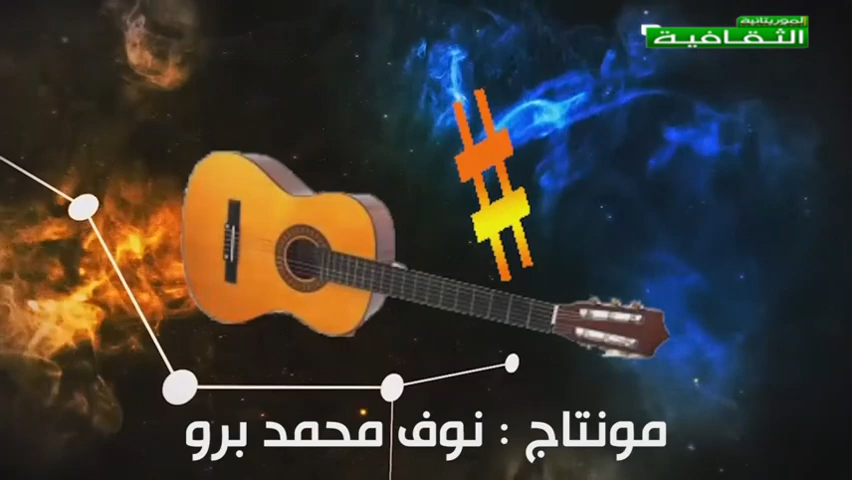 الموريتانية
الثقافية
مونتاج : نوف محمد برو